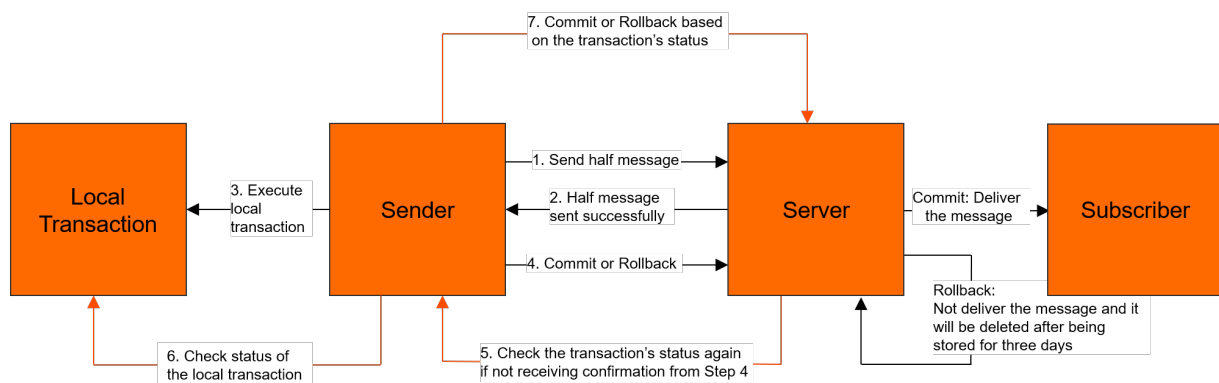 7. Commit or Rollback based
on the transaction's status
Local
Transaction
3. Execute
local
transaction
Sender
1. Send half message
2. Half message
sent successfully
4. Commit or Rollback
Server
Commit: Deliver
the message
Subscriber
Rollback:
Not deliver the message and it
will be deleted after being
stored for three days
6. Check status of
the local transaction
5. Check the transaction's status again
if not receiving confirmation from Step 4